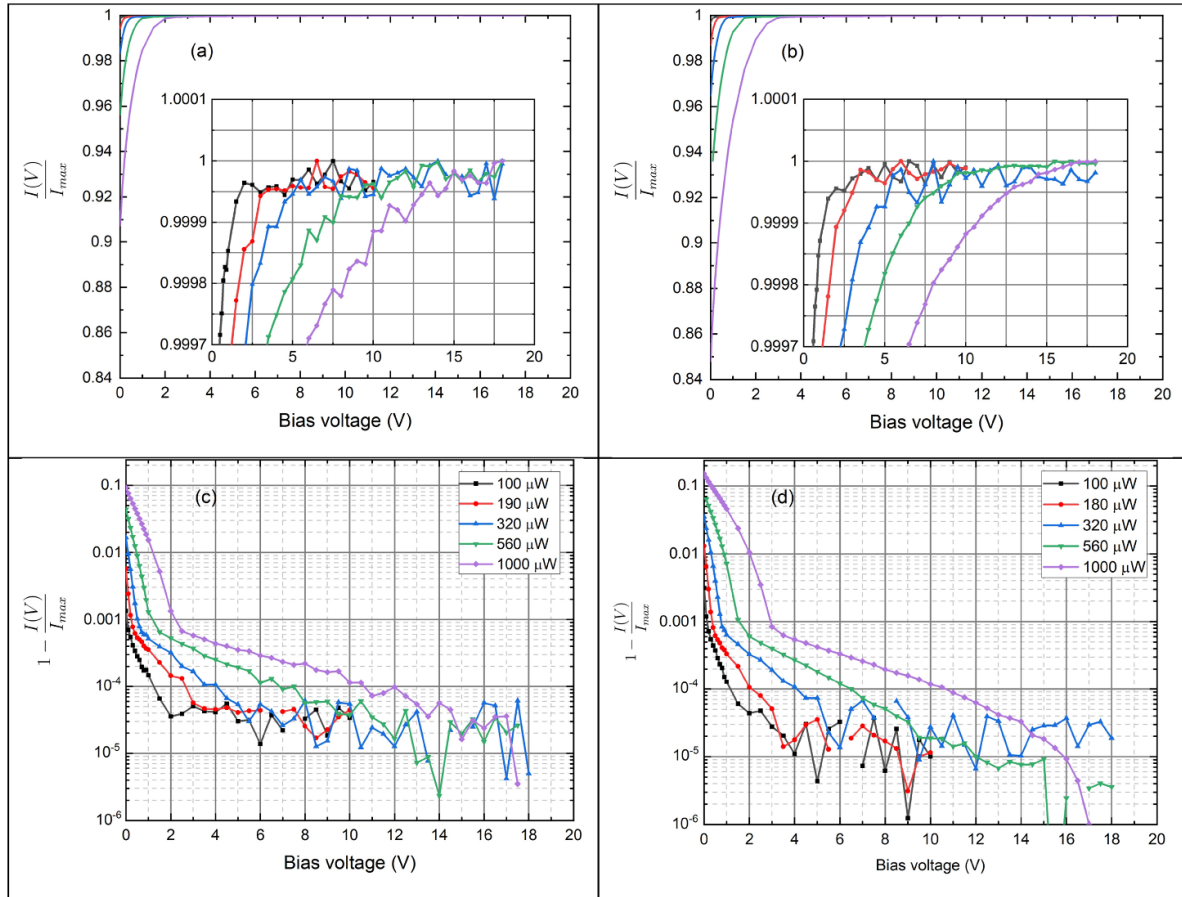 (a)
1
0.98
0.96
0.94
0.92
0.9
0.88
0.86
0.84
I(V)
I_max
1.0001
1
0.9999
0.9998
0.9997
0 5 10 15 20
0 2 4 6 8 10 12 14 16 18 20
Bias voltage (V)
(b)
1
0.98
0.96
0.94
0.92
0.9
0.88
0.86
0.84
I(V)
I_max
1.0001
1
0.9999
0.9998
0.9997
0 5 10 15 20
0 2 4 6 8 10 12 14 16 18 20
Bias voltage (V)
(c)
0.1
0.01
0.001
10^-4
10^-5
10^-6
1 − I(V)
I_max
100 μW
190 μW
320 μW
560 μW
1000 μW
0 2 4 6 8 10 12 14 16 18 20
Bias voltage (V)
(d)
0.1
0.01
0.001
10^-4
10^-5
10^-6
1 − I(V)
I_max
100 μW
180 μW
320 μW
560 μW
1000 μW
0 2 4 6 8 10 12 14 16 18 20
Bias voltage (V)